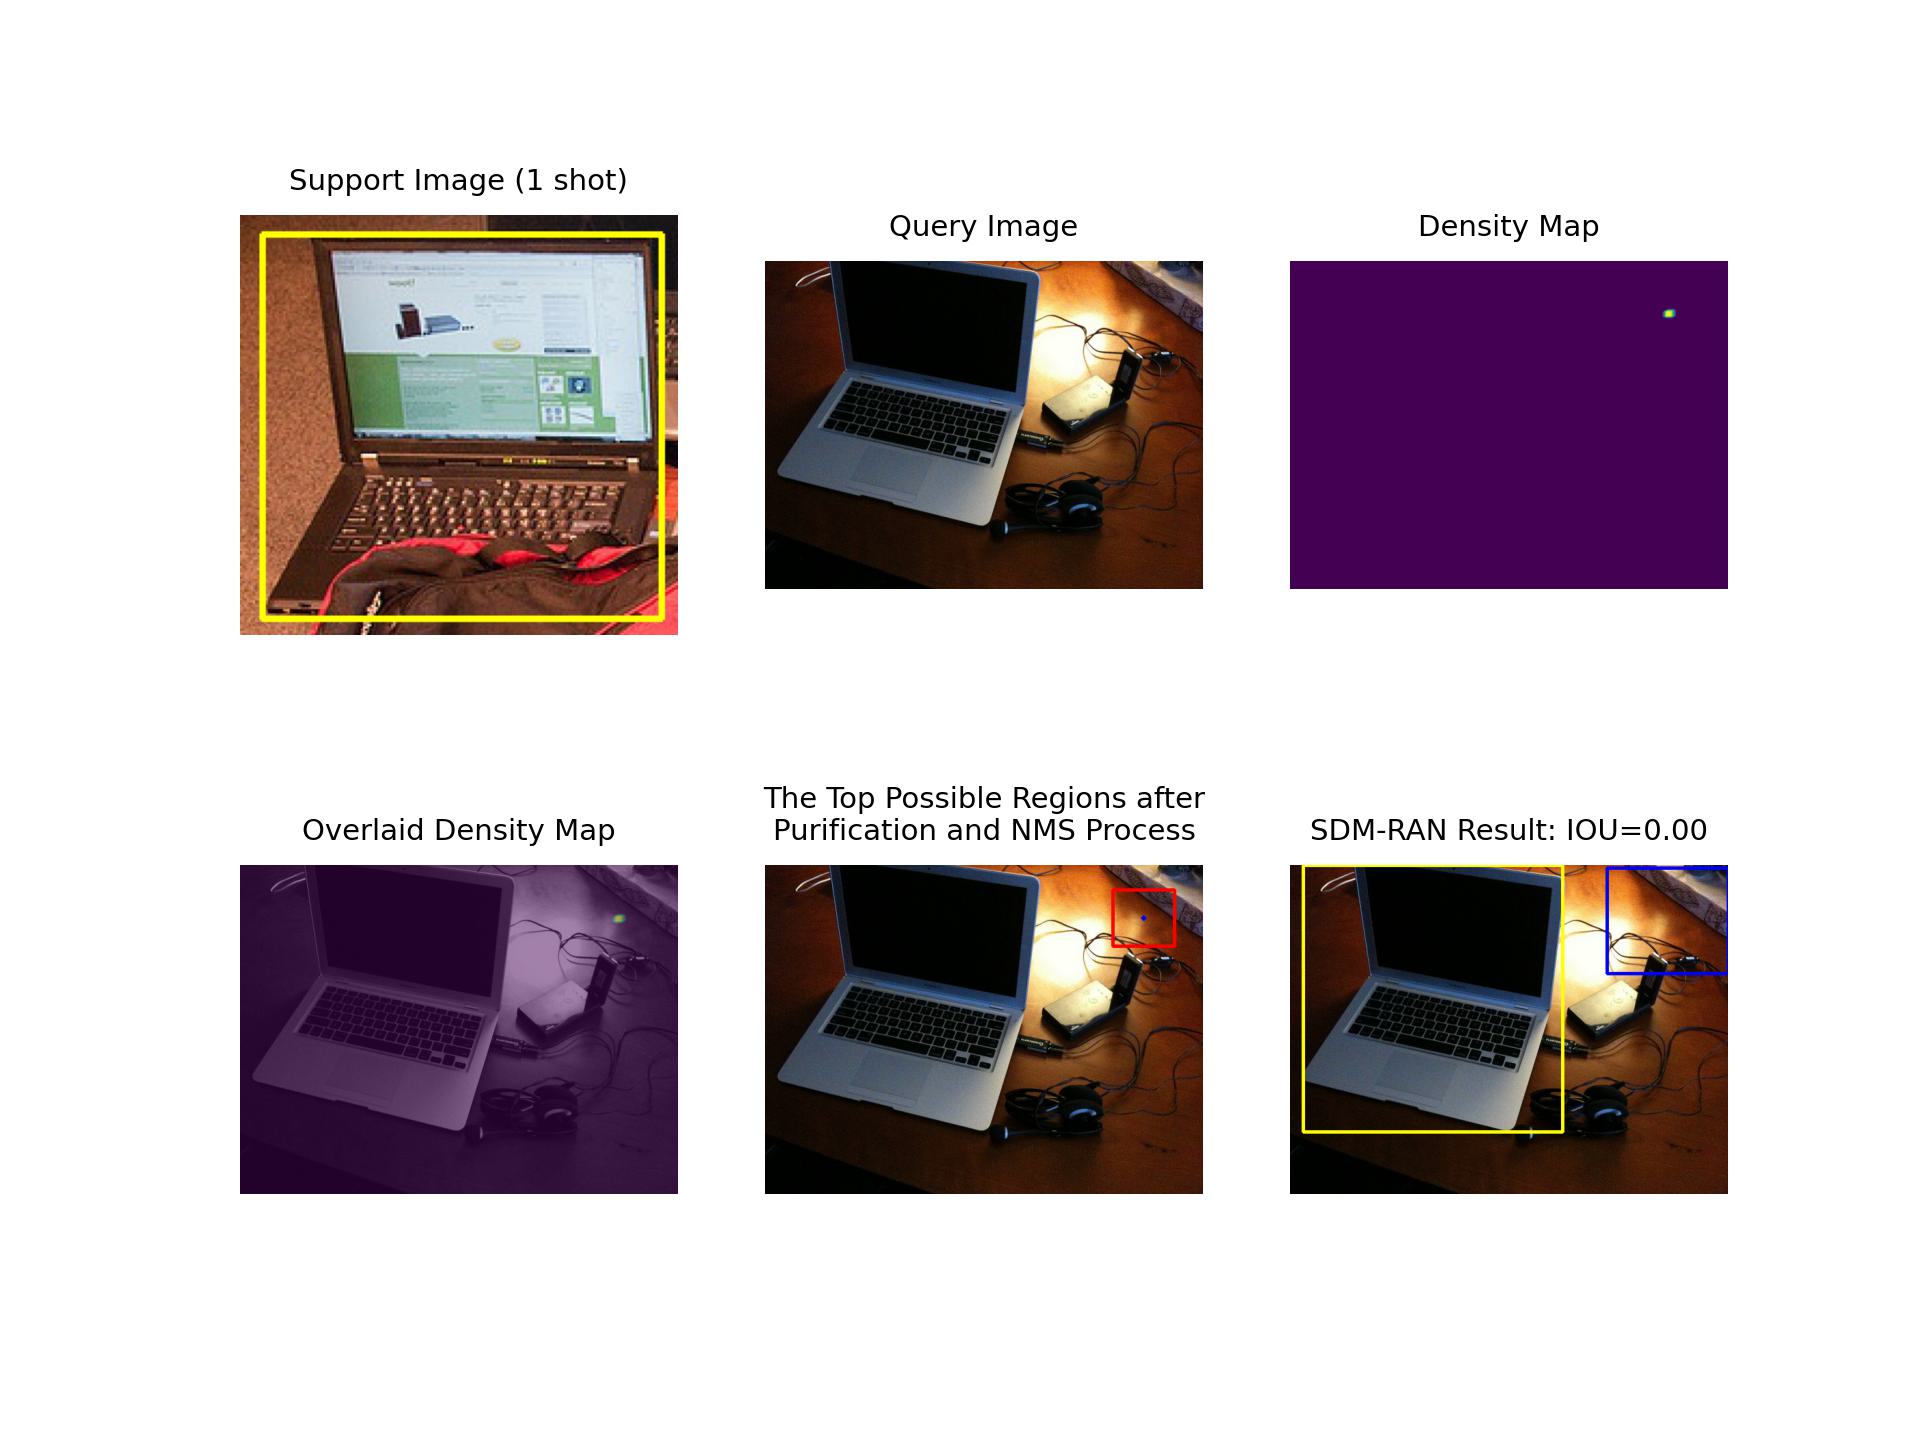 Support Image (1 shot)
Query Image
Density Map
Overlaid Density Map
The Top Possible Regions after
Purification and NMS Process
SDM-RAN Result: IOU=0.00